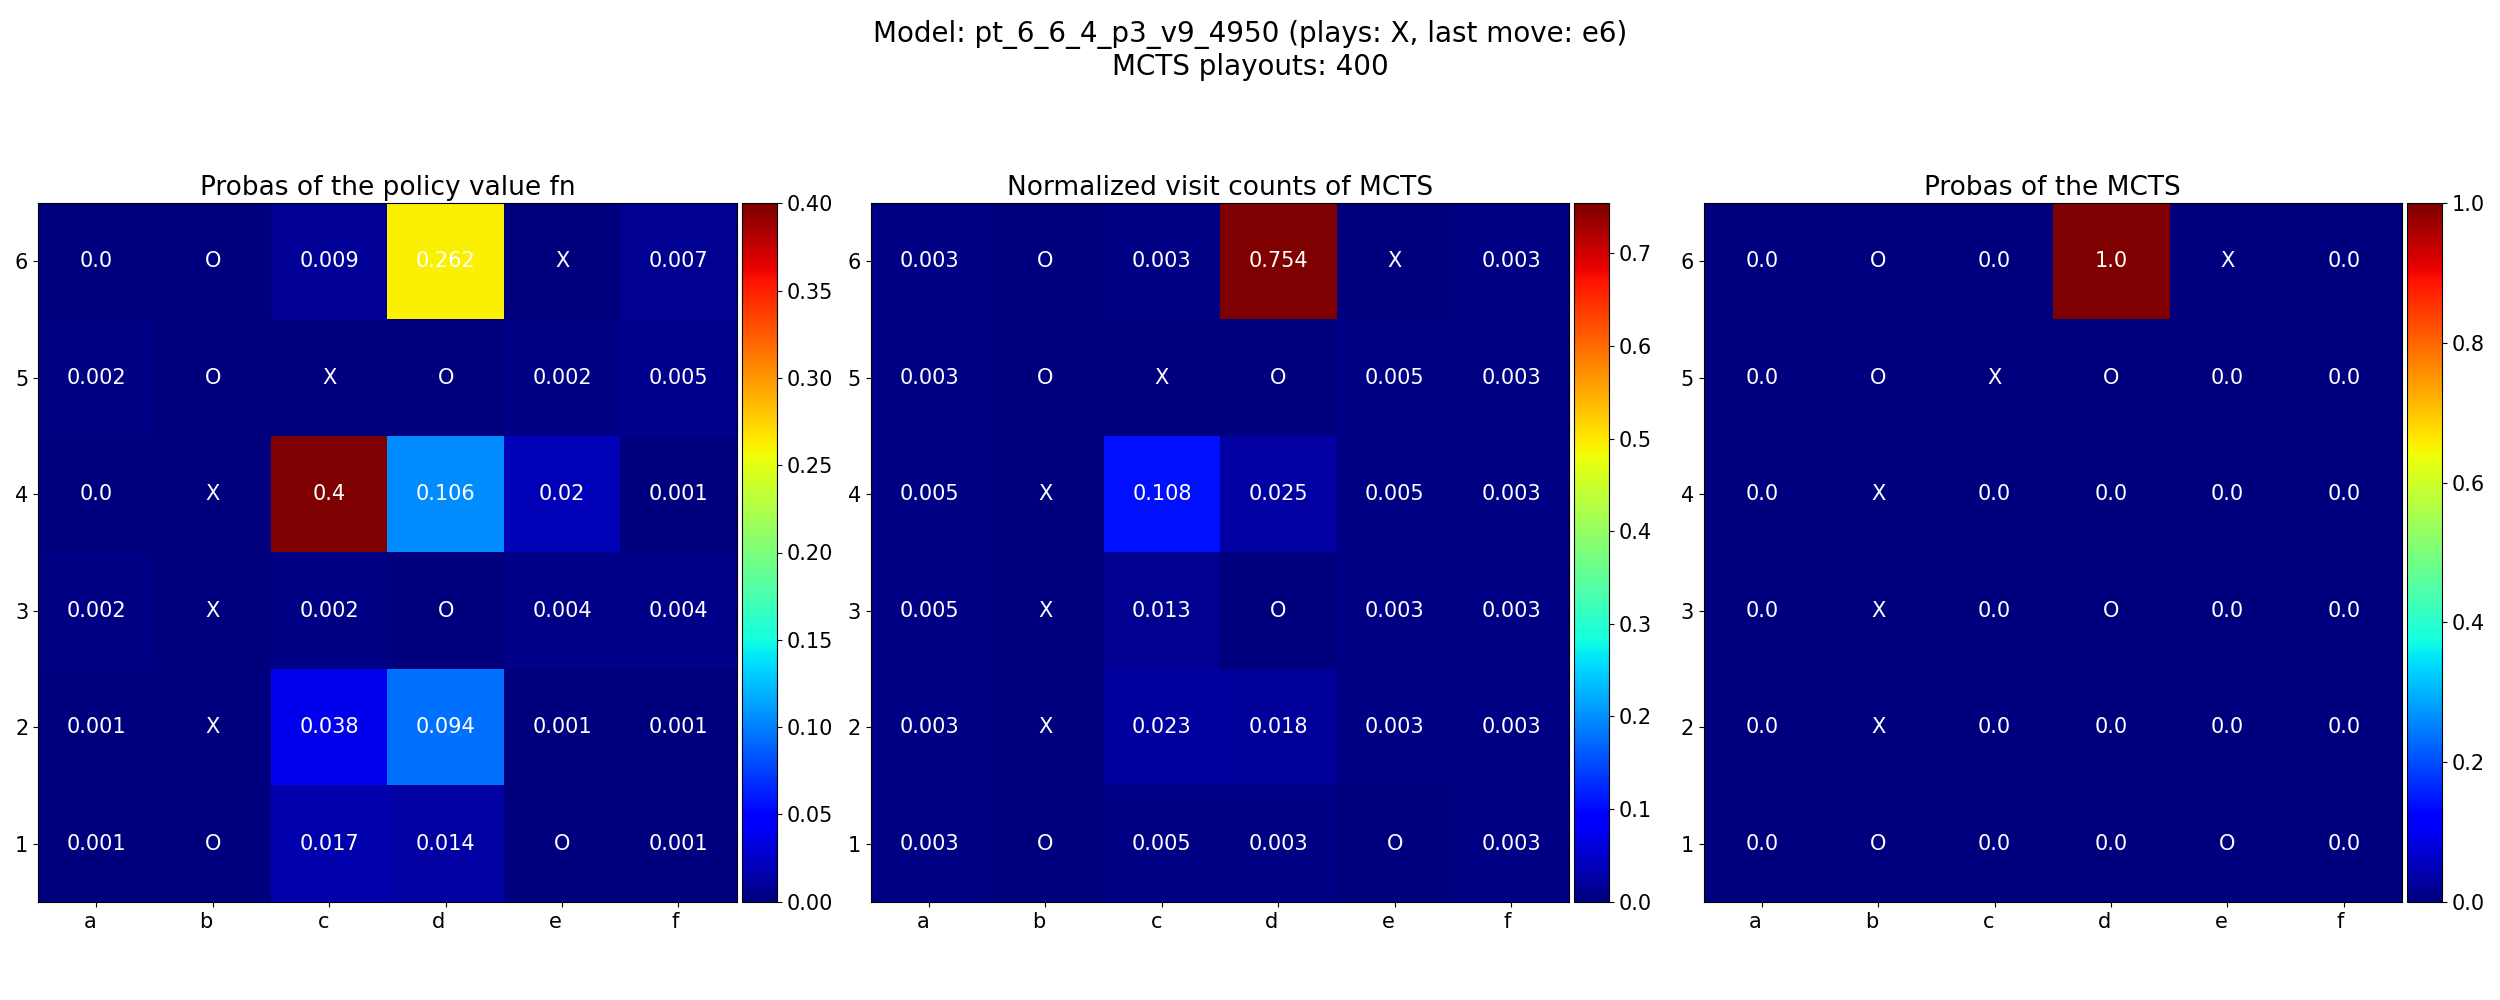 Model: pt_6_6_4_p3_v9_4950 (plays: X, last move: e6)
MCTS playouts: 400
Probas of the policy value fn
6 0.0 O 0.009 0.262 X 0.007
5 0.002 O X O 0.002 0.005
4 0.0 X 0.4 0.106 0.02 0.001
3 0.002 X 0.002 O 0.004 0.004
2 0.001 X 0.038 0.094 0.001 0.001
1 0.001 O 0.017 0.014 O 0.001
a b c d e f
0.40
0.35
0.30
0.25
0.20
0.15
0.10
0.05
0.00
Normalized visit counts of MCTS
6 0.003 O 0.003 0.754 X 0.003
5 0.003 O X O 0.005 0.003
4 0.005 X 0.108 0.025 0.005 0.003
3 0.005 X 0.013 O 0.003 0.003
2 0.003 X 0.023 0.018 0.003 0.003
1 0.003 O 0.005 0.003 O 0.003
a b c d e f
0.7
0.6
0.5
0.4
0.3
0.2
0.1
0.0
Probas of the MCTS
6 0.0 O 0.0 1.0 X 0.0
5 0.0 O X O 0.0 0.0
4 0.0 X 0.0 0.0 0.0 0.0
3 0.0 X 0.0 O 0.0 0.0
2 0.0 X 0.0 0.0 0.0 0.0
1 0.0 O 0.0 0.0 O 0.0
a b c d e f
1.0
0.8
0.6
0.4
0.2
0.0